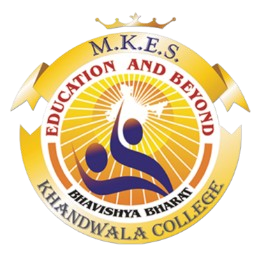 M.K.E.S.
EDUCATION AND BEYOND
BHAVISHYA BHARAT
KHANDWALA COLLEGE